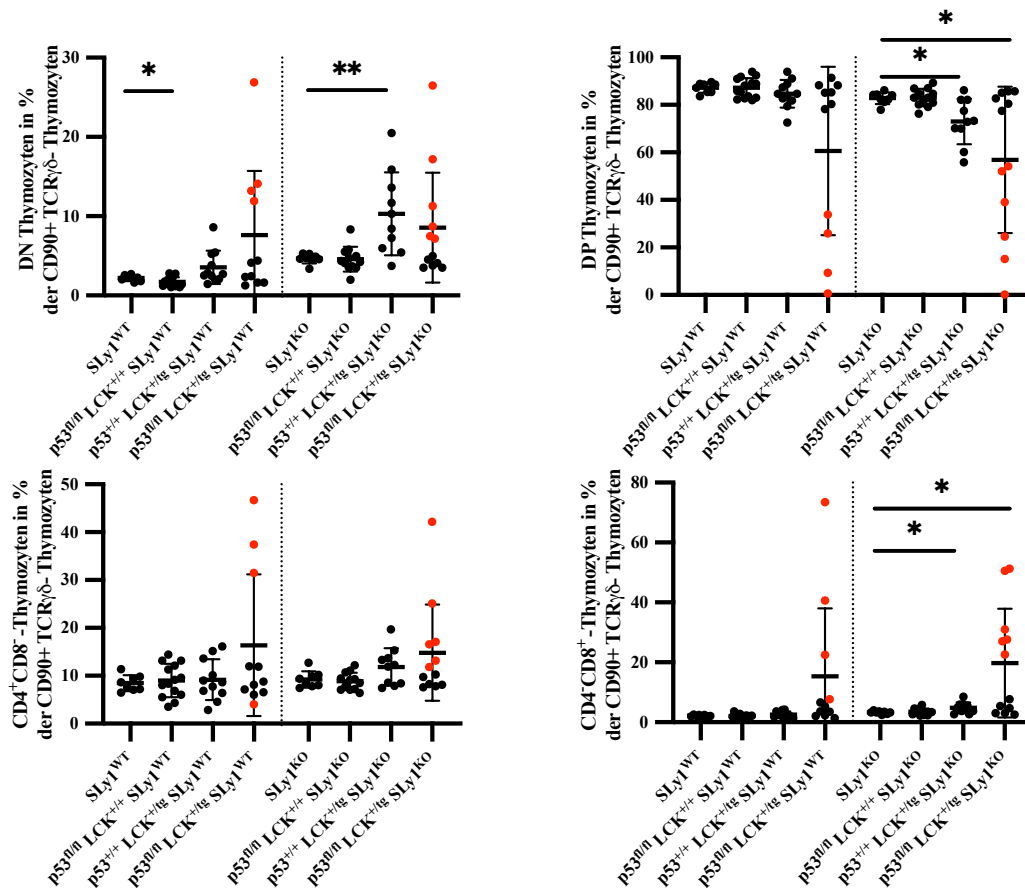 *
**
30
20
10
0
DN Thymozyten in %
der CD90+ TCRγδ- Thymozyten
SLy1WT
p53fl/fl LCK+/+ SLy1WT
p53+/+ LCK+/tg SLy1WT
p53fl/fl LCK+/tg SLy1WT
SLy1KO
p53fl/fl LCK+/+ SLy1KO
p53+/+ LCK+/tg SLy1KO
p53fl/fl LCK+/tg SLy1KO
*
*
100
80
60
40
20
0
DP Thymozyten in %
der CD90+ TCRγδ- Thymozyten
SLy1WT
p53fl/fl LCK+/+ SLy1WT
p53+/+ LCK+/tg SLy1WT
p53fl/fl LCK+/tg SLy1WT
SLy1KO
p53fl/fl LCK+/+ SLy1KO
p53+/+ LCK+/tg SLy1KO
p53fl/fl LCK+/tg SLy1KO
50
40
30
20
10
0
CD4+CD8- -Thymozyten in %
der CD90+ TCRγδ- Thymozyten
SLy1WT
p53fl/fl LCK+/+ SLy1WT
p53+/+ LCK+/tg SLy1WT
p53fl/fl LCK+/tg SLy1WT
SLy1KO
p53fl/fl LCK+/+ SLy1KO
p53+/+ LCK+/tg SLy1KO
p53fl/fl LCK+/tg SLy1KO
*
*
80
60
40
20
0
CD4-CD8+-Thymozyten in %
der CD90+ TCRγδ- Thymozyten
SLy1WT
p53fl/fl LCK+/+ SLy1WT
p53+/+ LCK+/tg SLy1WT
p53fl/fl LCK+/tg SLy1WT
SLy1KO
p53fl/fl LCK+/+ SLy1KO
p53+/+ LCK+/tg SLy1KO
p53fl/fl LCK+/tg SLy1KO